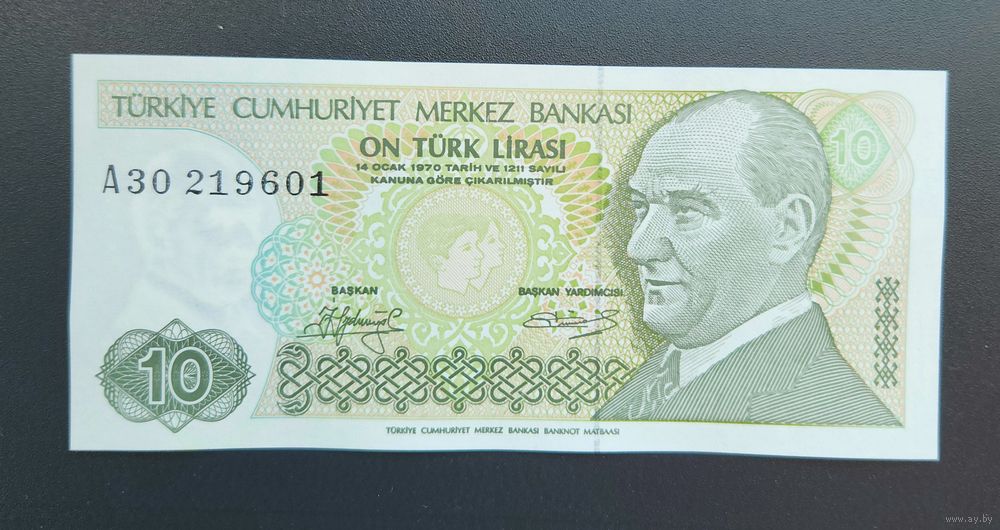 TÜRKİYE CUMHURİYET MERKEZ BANKASI
ON TÜRK LİRASI
10
14 OCAK 1970 TARİH VE 1211 SAYILI
KANUNA GÖRE ÇIKARILMIŞTIR
A30 219601
BAŞKAN
BAŞKAN YARDIMCISI
10
TÜRKİYE CUMHURİYET MERKEZ BANKASI BANKNOT MATBAASI
www.ay.by